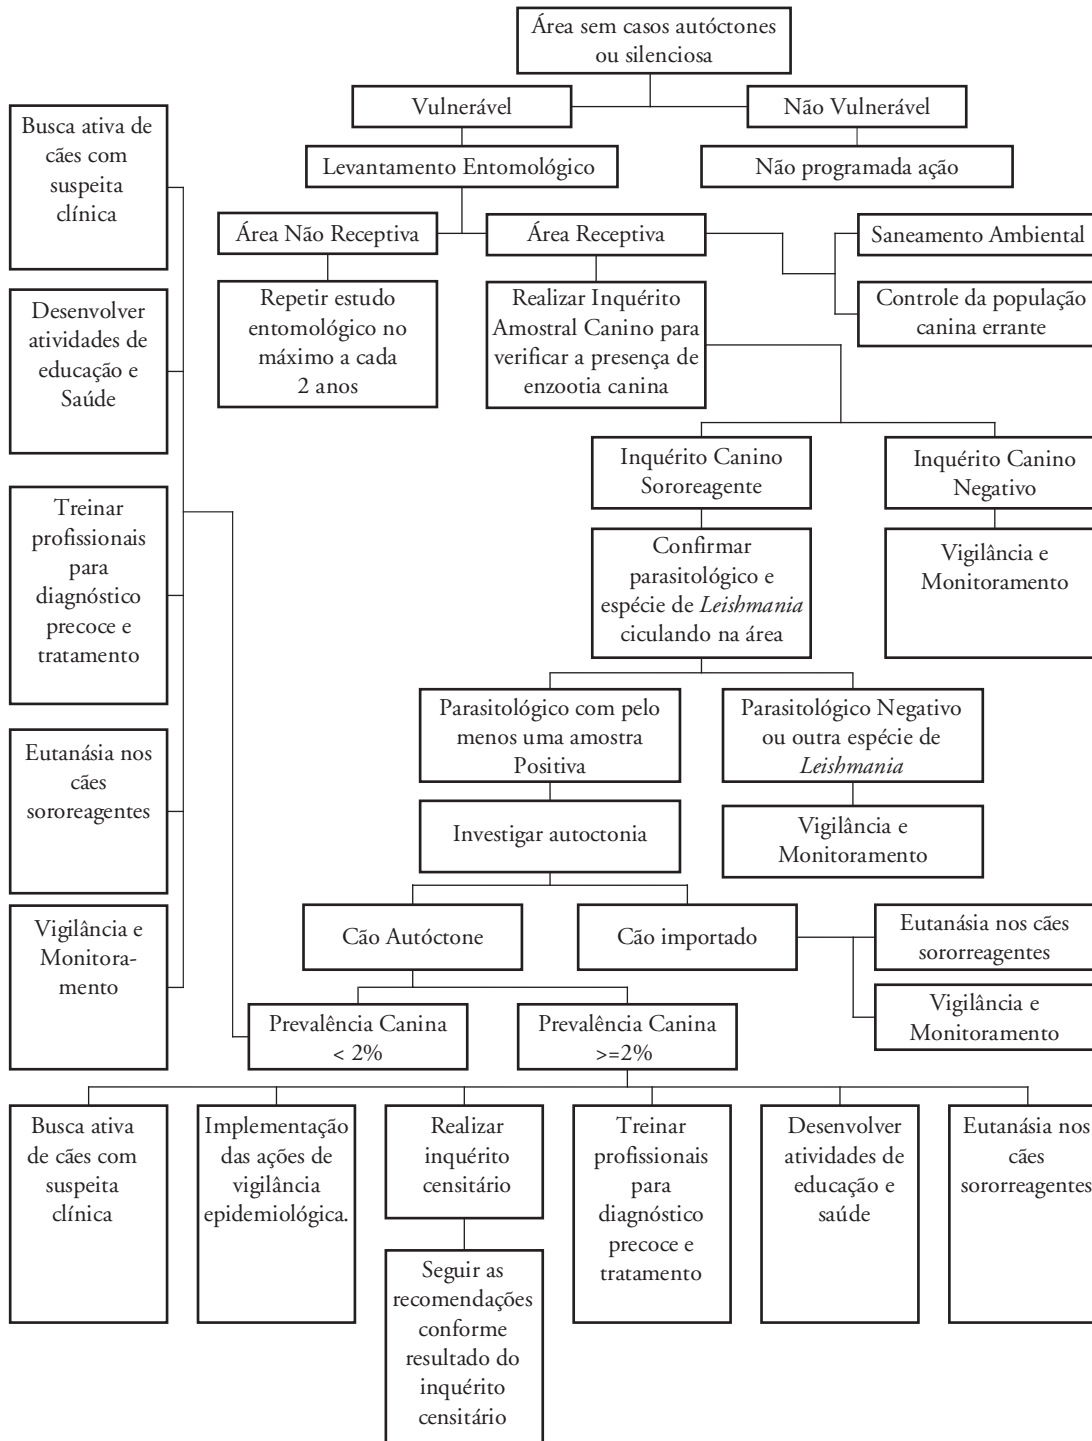 Área sem casos autóctones
ou silenciosa
Vulnerável
Não Vulnerável
Levantamento Entomológico
Não programada ação
Área Não Receptiva
Área Receptiva
Saneamento Ambiental
Repetir estudo
entomológico no
máximo a cada
2 anos
Realizar Inquérito
Amostral Canino para
verificar a presença de
enzootia canina
Controle da população
canina errante
Inquérito Canino
Sororeagente
Inquérito Canino
Negativo
Confirmar
parasitológico e
espécie de Leishmania
ciculando na área
Vigilância e
Monitoramento
Parasitológico com pelo
menos uma amostra
Positiva
Parasitológico Negativo
ou outra espécie de
Leishmania
Investigar autoctonia
Vigilância e
Monitoramento
Cão Autóctone
Cão importado
Eutanásia nos cães
sororreagentes
Vigilância e
Monitoramento
Prevalência Canina
< 2%
Prevalência Canina
>=2%
Busca ativa de
cães com
suspeita
clínica
Desenvolver
atividades de
educação e
Saúde
Treinar
profissionais
para
diagnóstico
precoce e
tratamento
Eutanásia nos
cães
sororeagentes
Vigilância e
Monitora-
mento
Busca ativa
de cães com
suspeita
clínica
Implementação
das ações de
vigilância
epidemiológica.
Realizar
inquérito
censitário
Seguir as
recomendações
conforme
resultado do
inquérito
censitário
Treinar
profissionais
para
diagnóstico
precoce e
tratamento
Desenvolver
atividades de
educação e
saúde
Eutanásia nos
cães
sororreagentes